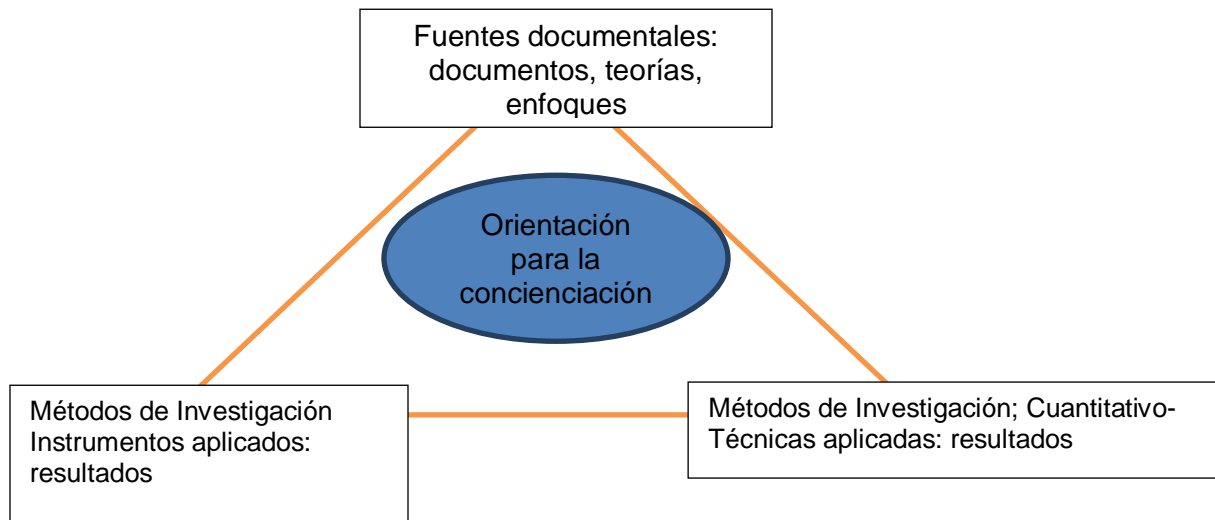 Fuentes documentales:
documentos, teorías,
enfoques
Orientación
para la
concienciación
Métodos de Investigación
Instrumentos aplicados:
resultados
Métodos de Investigación; Cuantitativo-
Técnicas aplicadas: resultados